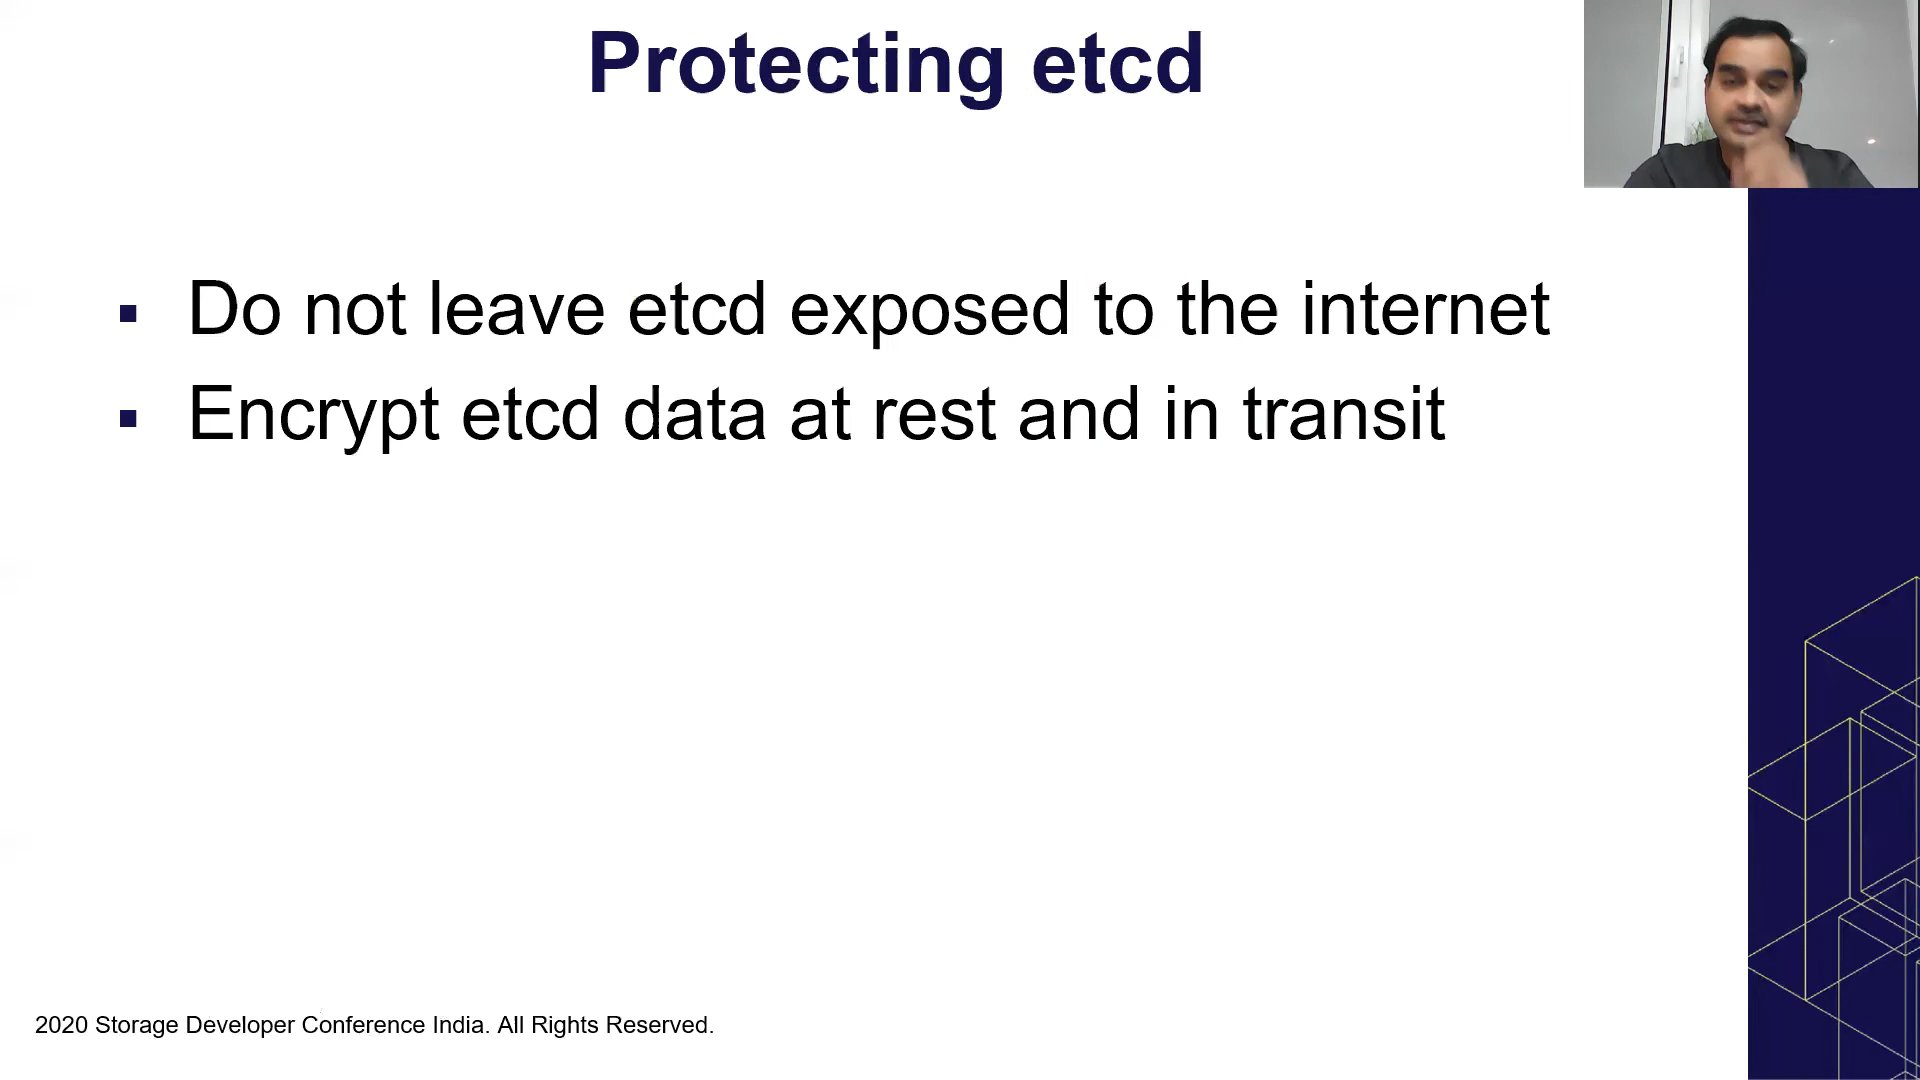 Protecting etcd
▪ Do not leave etcd exposed to the internet
▪ Encrypt etcd data at rest and in transit
2020 Storage Developer Conference India. All Rights Reserved.